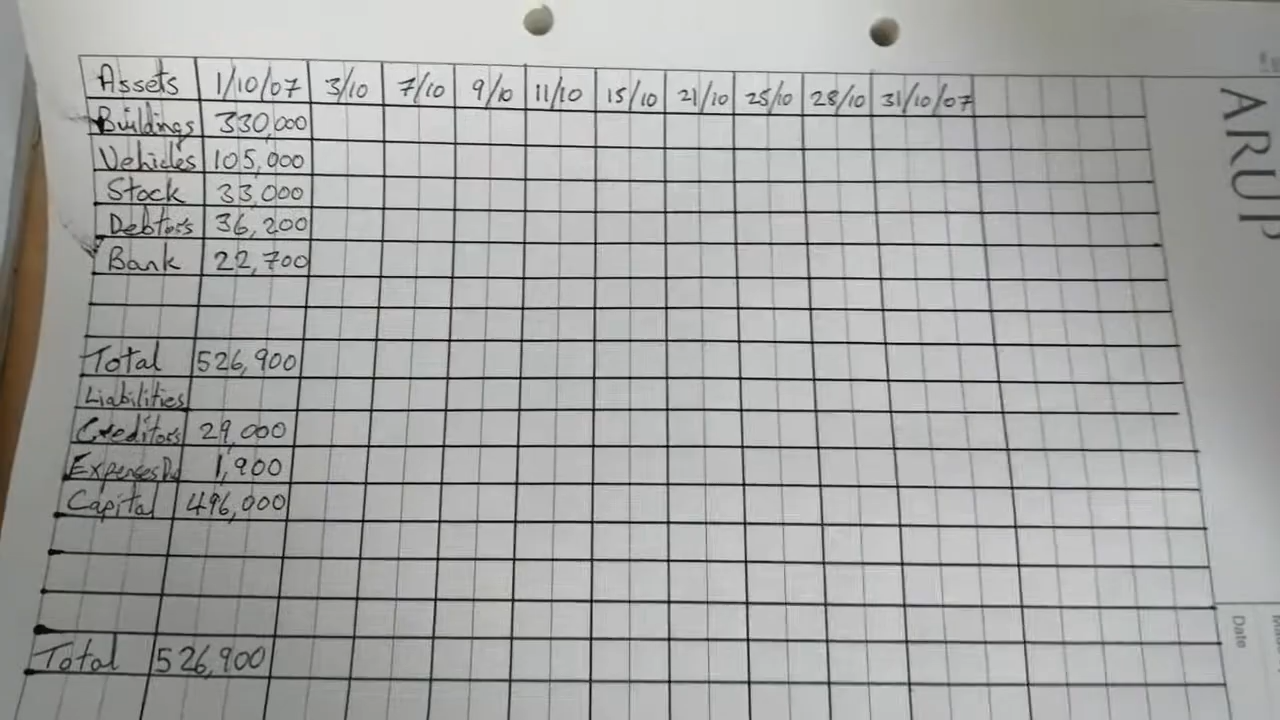 Assets 1/10/07 3/10 7/10 9/10 11/10 15/10 21/10 25/10 28/10 31/10/07
Buildings 330,000
Vehicles 105,000
Stock 33,000
Debtors 36,200
Bank 22,700
Total 526,900
Liabilities
Creditors 29,000
Expenses 1,900
Capital 496,000
Total 526,900
ARUP
Date